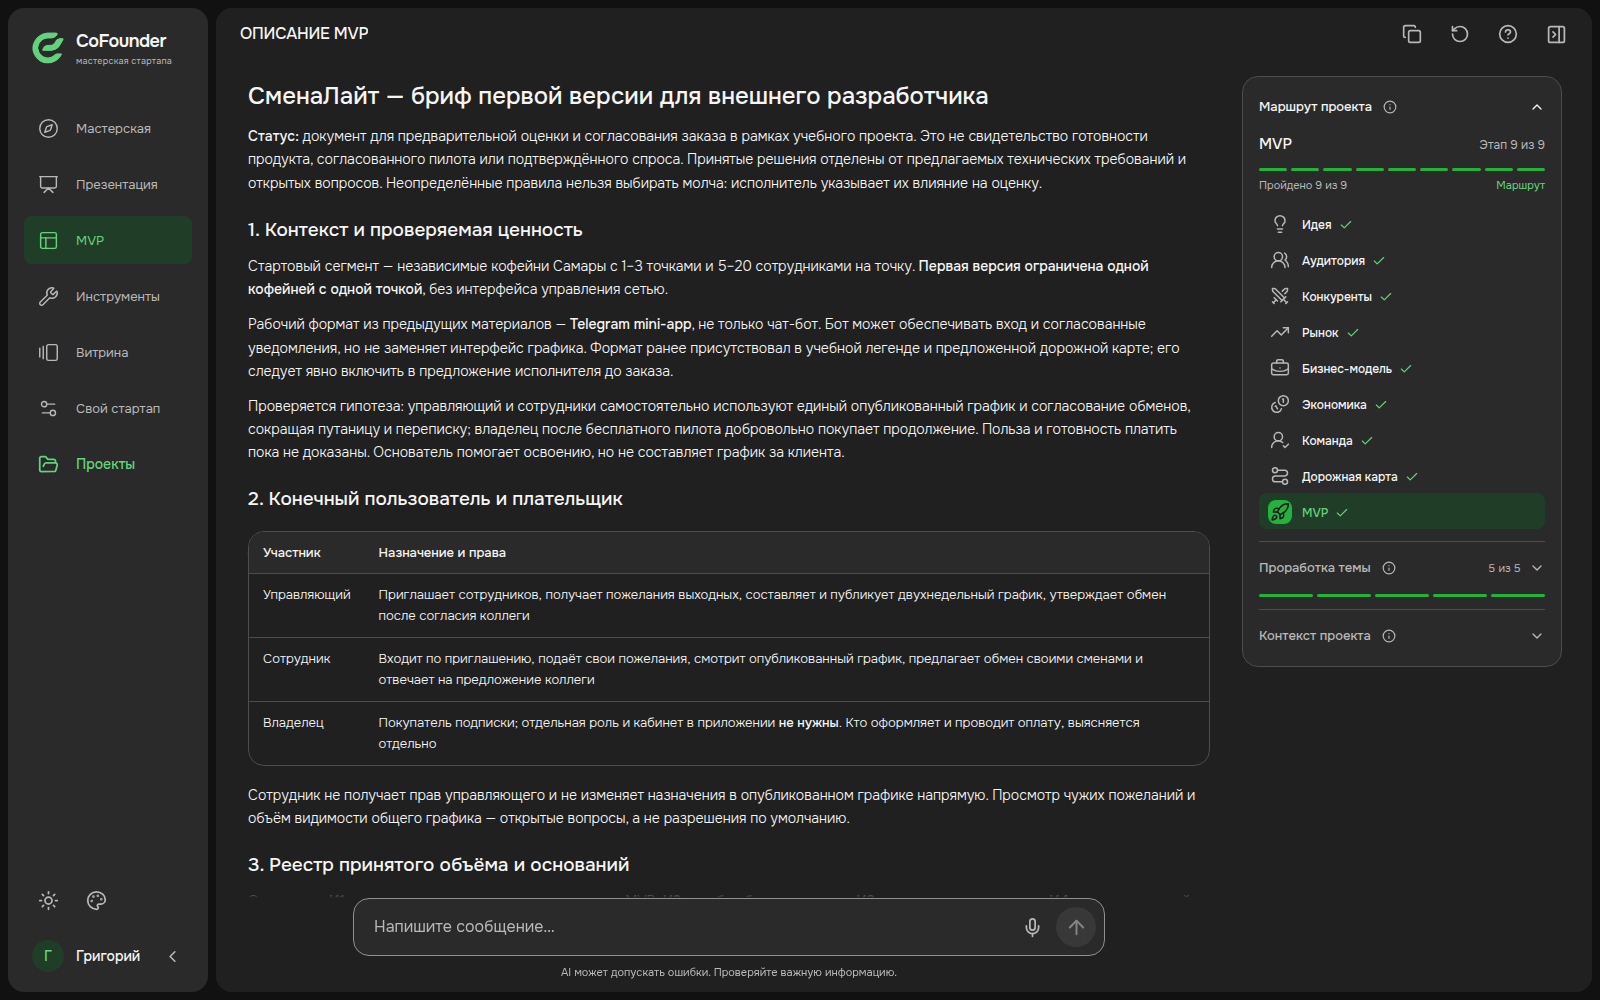 CoFounder
мастерская стартапа
Мастерская
Презентация
MVP
Инструменты
Витрина
Свой стартап
Проекты
Г
Григорий
ОПИСАНИЕ MVP
СменаЛайт — бриф первой версии для внешнего разработчика
Статус: документ для предварительной оценки и согласования заказа в рамках учебного проекта. Это не свидетельство готовности
продукта, согласованного пилота или подтверждённого спроса. Принятые решения отделены от предлагаемых технических требований и
открытых вопросов. Неопределённые правила нельзя выбирать молча: исполнитель указывает их влияние на оценку.
1. Контекст и проверяемая ценность
Стартовый сегмент — независимые кофейни Самары с 1–3 точками и 5–20 сотрудниками на точку. Первая версия ограничена одной
кофейней с одной точкой, без интерфейса управления сетью.
Рабочий формат из предыдущих материалов — Telegram mini-app, не только чат-бот. Бот может обеспечивать вход и согласованные
уведомления, но не заменяет интерфейс графика. Формат ранее присутствовал в учебной легенде и предложенной дорожной карте; его
следует явно включить в предложение исполнителя до заказа.
Проверяется гипотеза: управляющий и сотрудники самостоятельно используют единый опубликованный график и согласование обменов,
сокращая путаницу и переписку; владелец после бесплатного пилота добровольно покупает продолжение. Польза и готовность платить
пока не доказаны. Основатель помогает освоению, но не составляет график за клиента.
2. Конечный пользователь и плательщик
Участник
Назначение и права
Управляющий
Приглашает сотрудников, получает пожелания выходных, составляет и публикует двухнедельный график, утверждает обмен
после согласия коллеги
Сотрудник
Входит по приглашению, подаёт свои пожелания, смотрит опубликованный график, предлагает обмен своими сменами и
отвечает на предложение коллеги
Владелец
Покупатель подписки; отдельная роль и кабинет в приложении не нужны. Кто оформляет и проводит оплату, выясняется
отдельно
Сотрудник не получает прав управляющего и не изменяет назначения в опубликованном графике напрямую. Просмотр чужих пожеланий и
объём видимости общего графика — открытые вопросы, а не разрешения по умолчанию.
3. Реестр принятого объёма и оснований
Напишите сообщение...
AI может допускать ошибки. Проверяйте важную информацию.
Маршрут проекта
MVP
Этап 9 из 9
Пройдено 9 из 9
Маршрут
Идея
Аудитория
Конкуренты
Рынок
Бизнес-модель
Экономика
Команда
Дорожная карта
MVP
Проработка темы
5 из 5
Контекст проекта